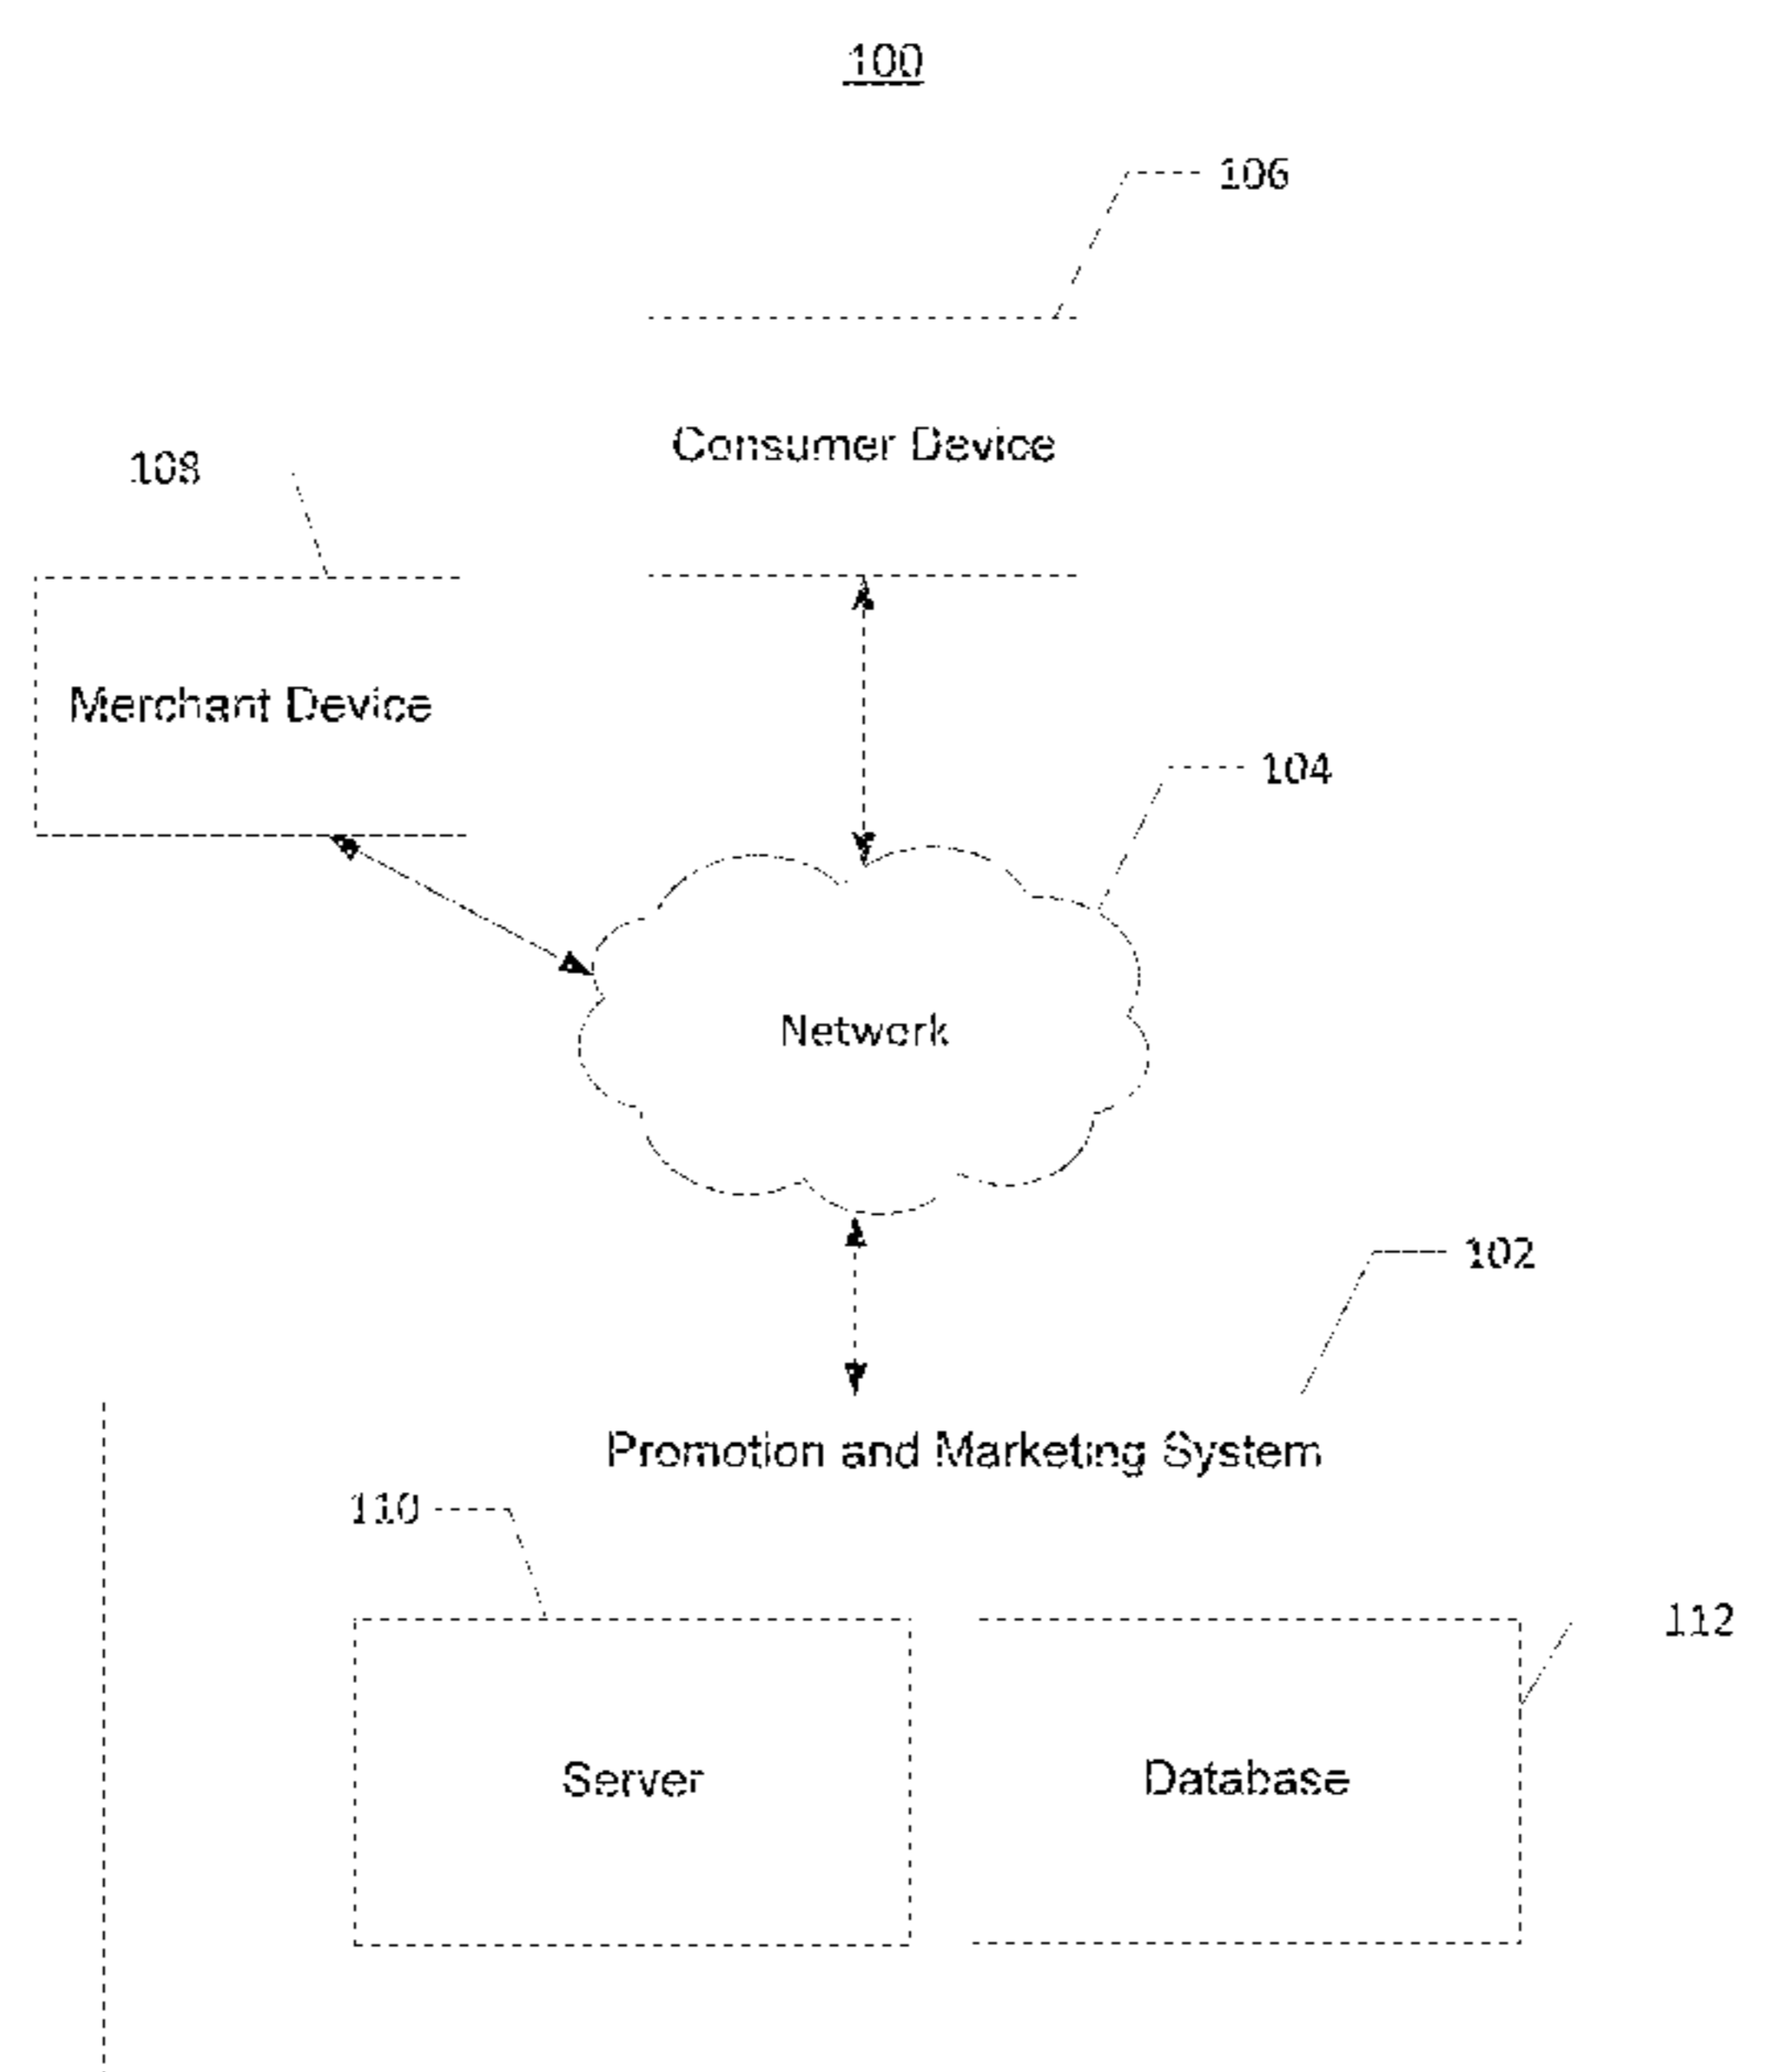 100
106
Consumer Device
108
Merchant Device
104
Network
102
Promotion and Marketing System
110
112
Server
Database